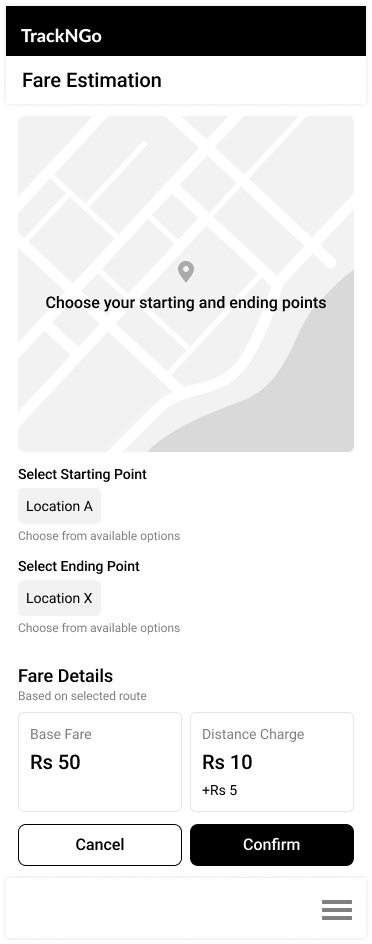 TrackNGo
Fare Estimation
Choose your starting and ending points
Select Starting Point
Location A
Choose from available options
Select Ending Point
Location X
Choose from available options
Fare Details
Based on selected route
Base Fare
Rs 50
Distance Charge
Rs 10
+Rs 5
Cancel
Confirm